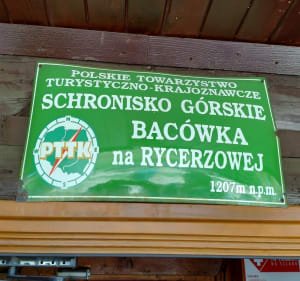 POLSKIE TOWARZYSTWO
TURYSTYCZNO-KRAJOZNAWCZE
SCHRONISKO GÓRSKIE
BACÓWKA
na RYCERZOWEJ
1207m n.p.m.
PTTK